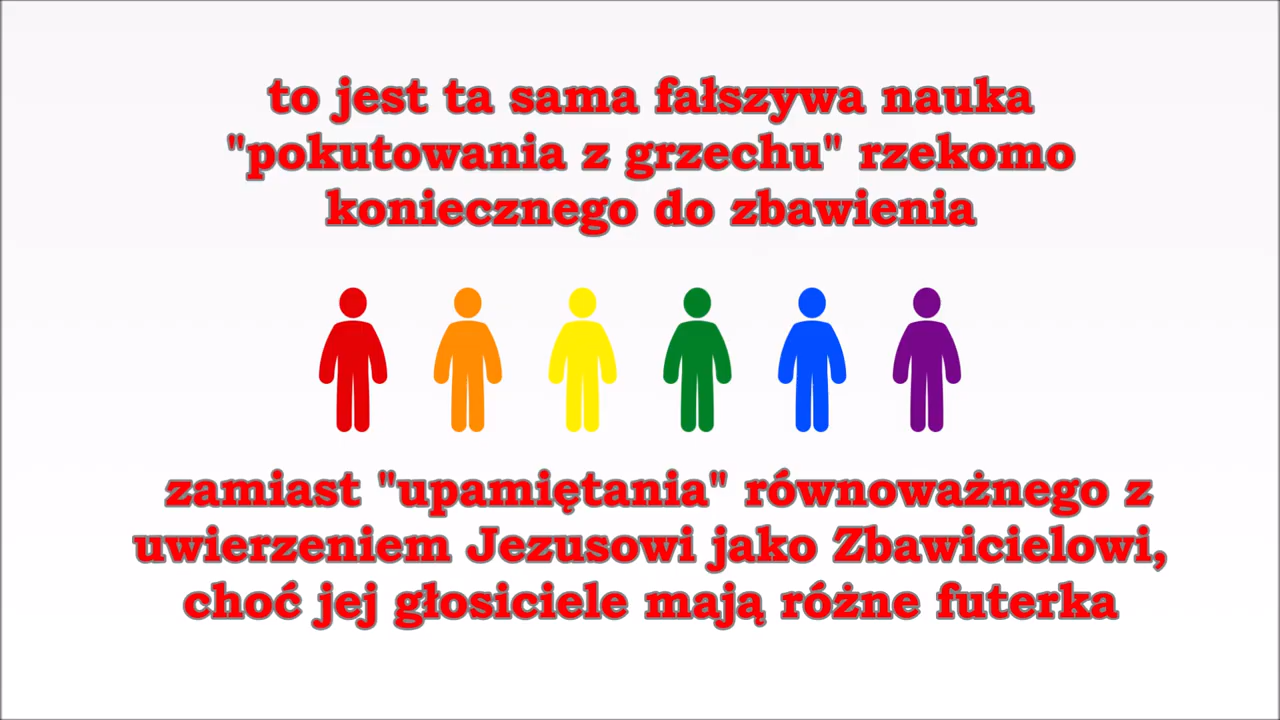 to jest ta sama fałszywa nauka
"pokutowania z grzechu" rzekomo
koniecznego do zbawienia
zamiast "upamiętania" równoważnego z
uwierzeniem Jezusowi jako Zbawicielowi,
choć jej głosiciele mają różne futerka